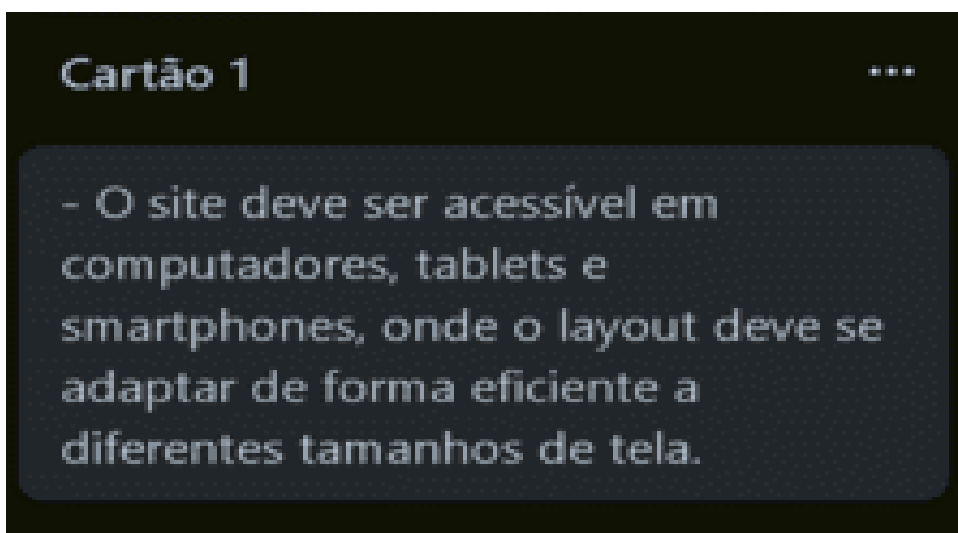 Cartão 1
...
- O site deve ser acessível em
computadores, tablets e
smartphones, onde o layout deve se
adaptar de forma eficiente a
diferentes tamanhos de tela.